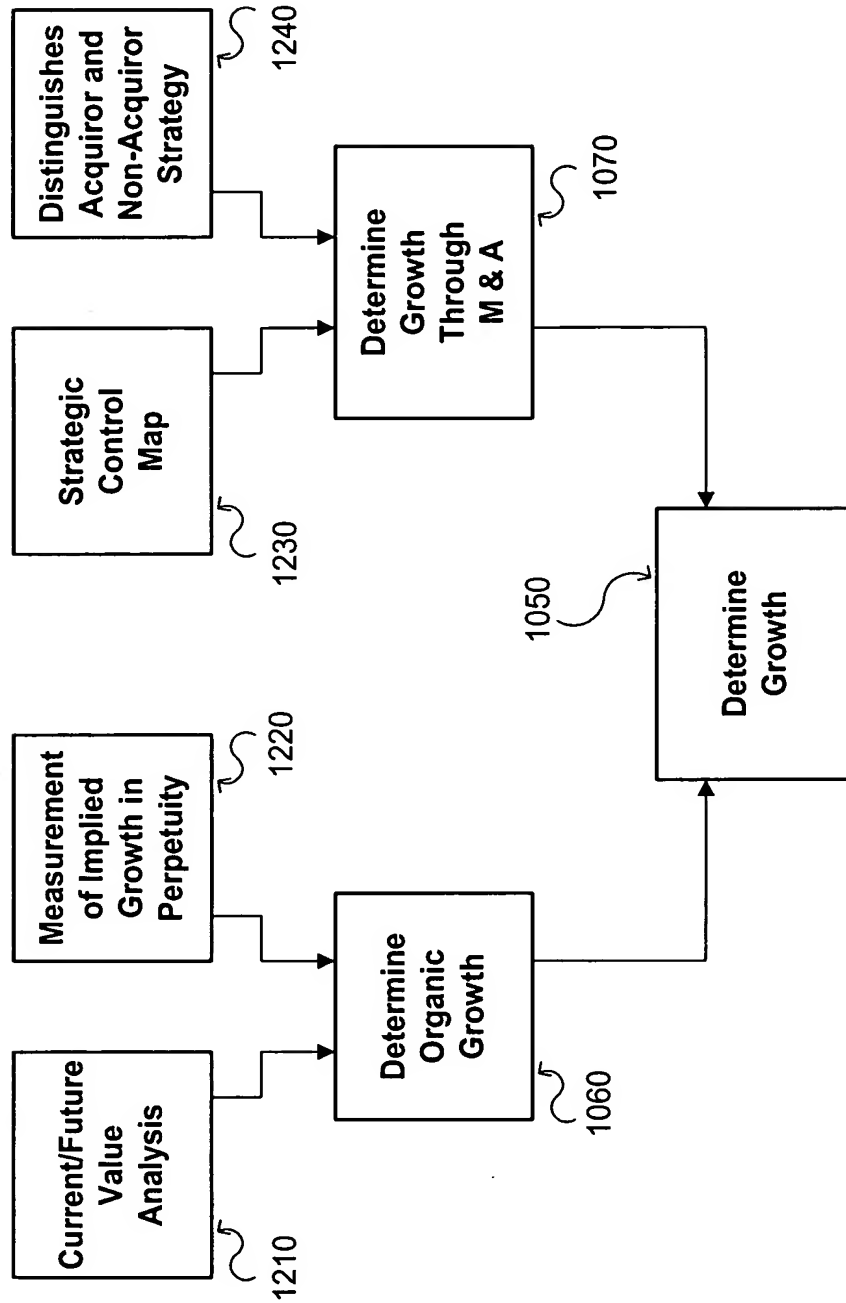 Current/Future
Value
Analysis
1210
Measurement
of Implied
Growth in
Perpetuity
1220
Strategic
Control
Map
1230
Distinguishes
Acquiror and
Non-Acquiror
Strategy
1240
Determine
Organic
Growth
1060
Determine
Growth
Through
M & A
1070
Determine
Growth
1050